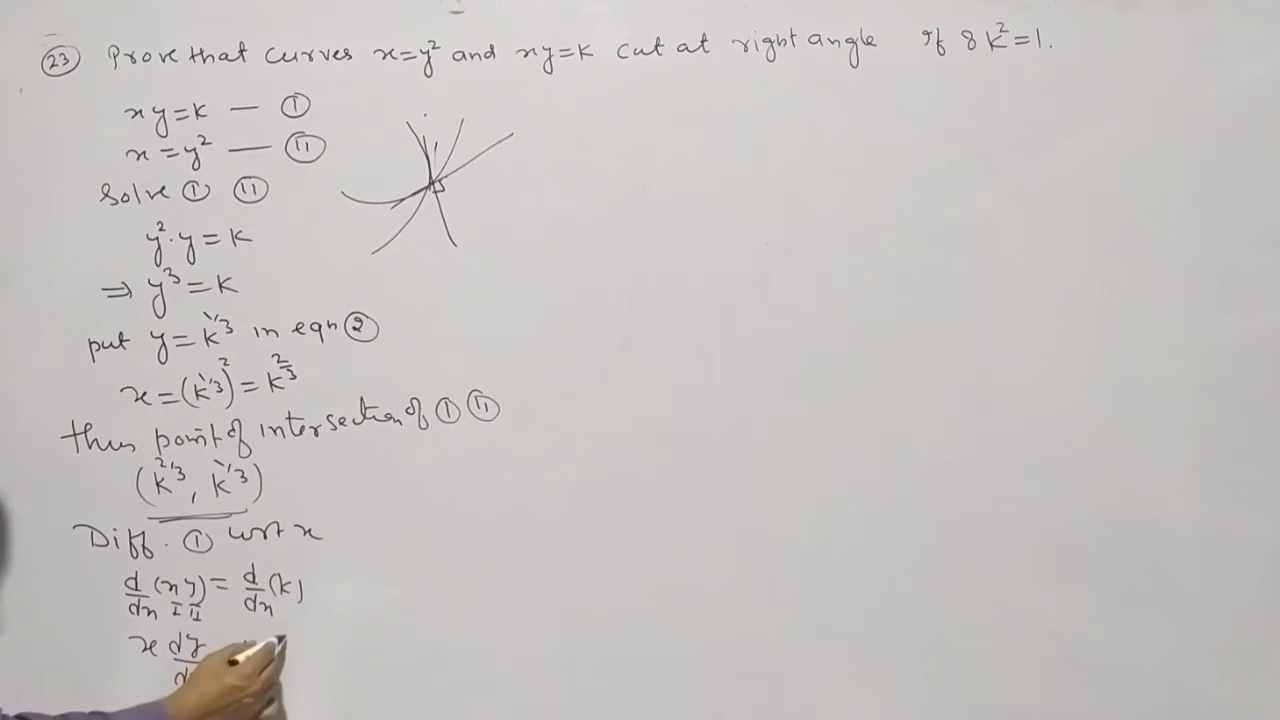 23 Prove that curves x=y² and xy=k cut at right angle if 8k²=1.
xy=k — I
x=y² — II
Solve I II
y².y=k
⇒ y³=k
put y=k^1/3 in eqn 2
x=(k^1/3)²=k^2/3
thus point of intersection of I II
(k^2/3, k^1/3)
Diff. I wrt x
d/dx (xy)=d/dx (k)
I II
x dy